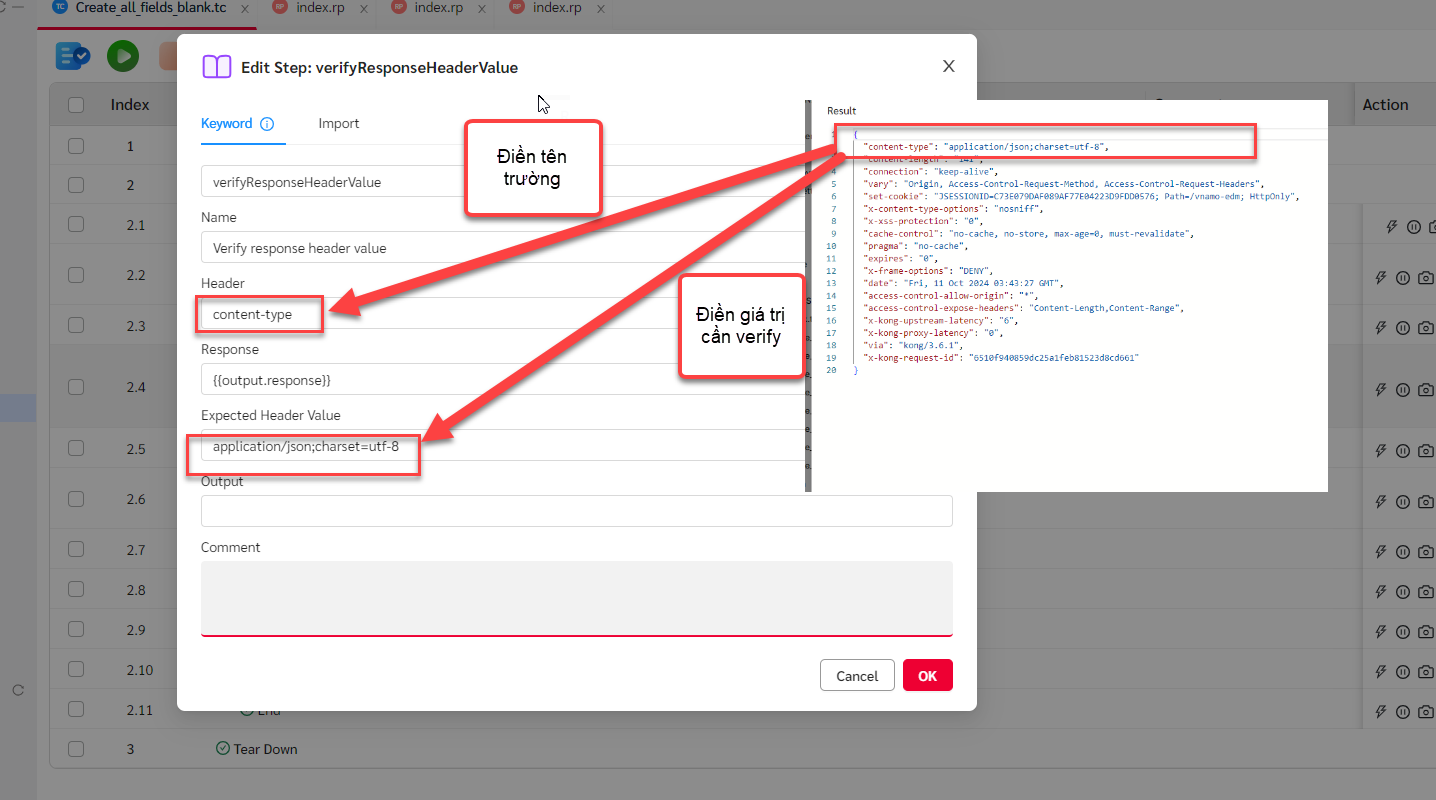 TC Create_all_fields_blank.tc
RP index.rp
RP index.rp
RP index.rp
Index
Action
1
2
2.1
2.2
2.3
2.4
2.5
2.6
2.7
2.8
2.9
2.10
2.11
End
3
Tear Down
Edit Step: verifyResponseHeaderValue
Keyword
Import
verifyResponseHeaderValue
Name
Verify response header value
Header
content-type
Response
{{output.response}}
Expected Header Value
application/json;charset=utf-8
Output
Comment
Cancel
OK
Điền tên
trường
Điền giá trị
cần verify
Result
{
"content-type": "application/json;charset=utf-8",
"content-length": "141",
4 "connection": "keep-alive",
5 "vary": "Origin, Access-Control-Request-Method, Access-Control-Request-Headers",
6 "set-cookie": "JSESSIONID=C73E079DAF089AF77E04223D9FDD0576; Path=/vnamo-edm; HttpOnly",
7 "x-content-type-options": "nosniff",
8 "x-xss-protection": "0",
9 "cache-control": "no-cache, no-store, max-age=0, must-revalidate",
10 "pragma": "no-cache",
11 "expires": "0",
12 "x-frame-options": "DENY",
13 "date": "Fri, 11 Oct 2024 03:43:27 GMT",
14 "access-control-allow-origin": "*",
15 "access-control-expose-headers": "Content-Length,Content-Range",
16 "x-kong-upstream-latency": "6",
17 "x-kong-proxy-latency": "0",
18 "via": "kong/3.6.1",
19 "x-kong-request-id": "6510f940859dc25a1feb81523d8cd661"
20 }